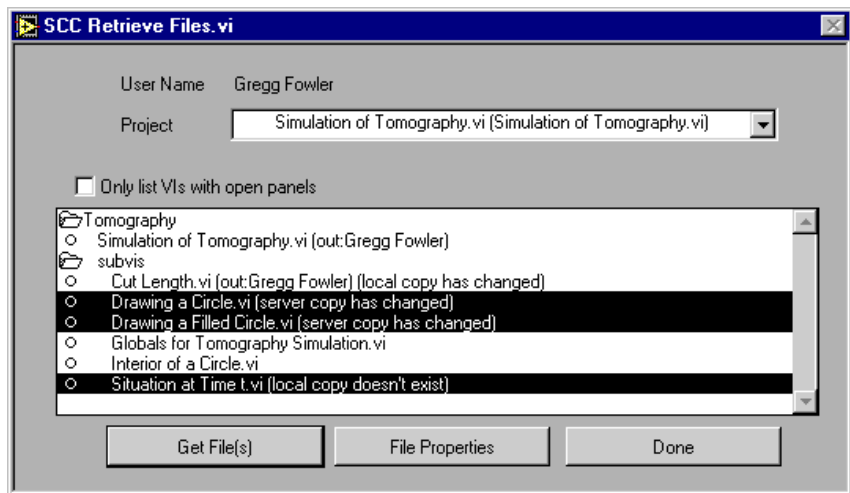 SCC Retrieve Files.vi
User Name Gregg Fowler
Project Simulation of Tomography.vi (Simulation of Tomography.vi)
Only list VIs with open panels
Tomography
Simulation of Tomography.vi (out:Gregg Fowler)
subvis
Cut Length.vi (out:Gregg Fowler) (local copy has changed)
Drawing a Circle.vi (server copy has changed)
Drawing a Filled Circle.vi (server copy has changed)
Globals for Tomography Simulation.vi
Interior of a Circle.vi
Situation at Time t.vi (local copy doesn't exist)
Get File(s) File Properties Done